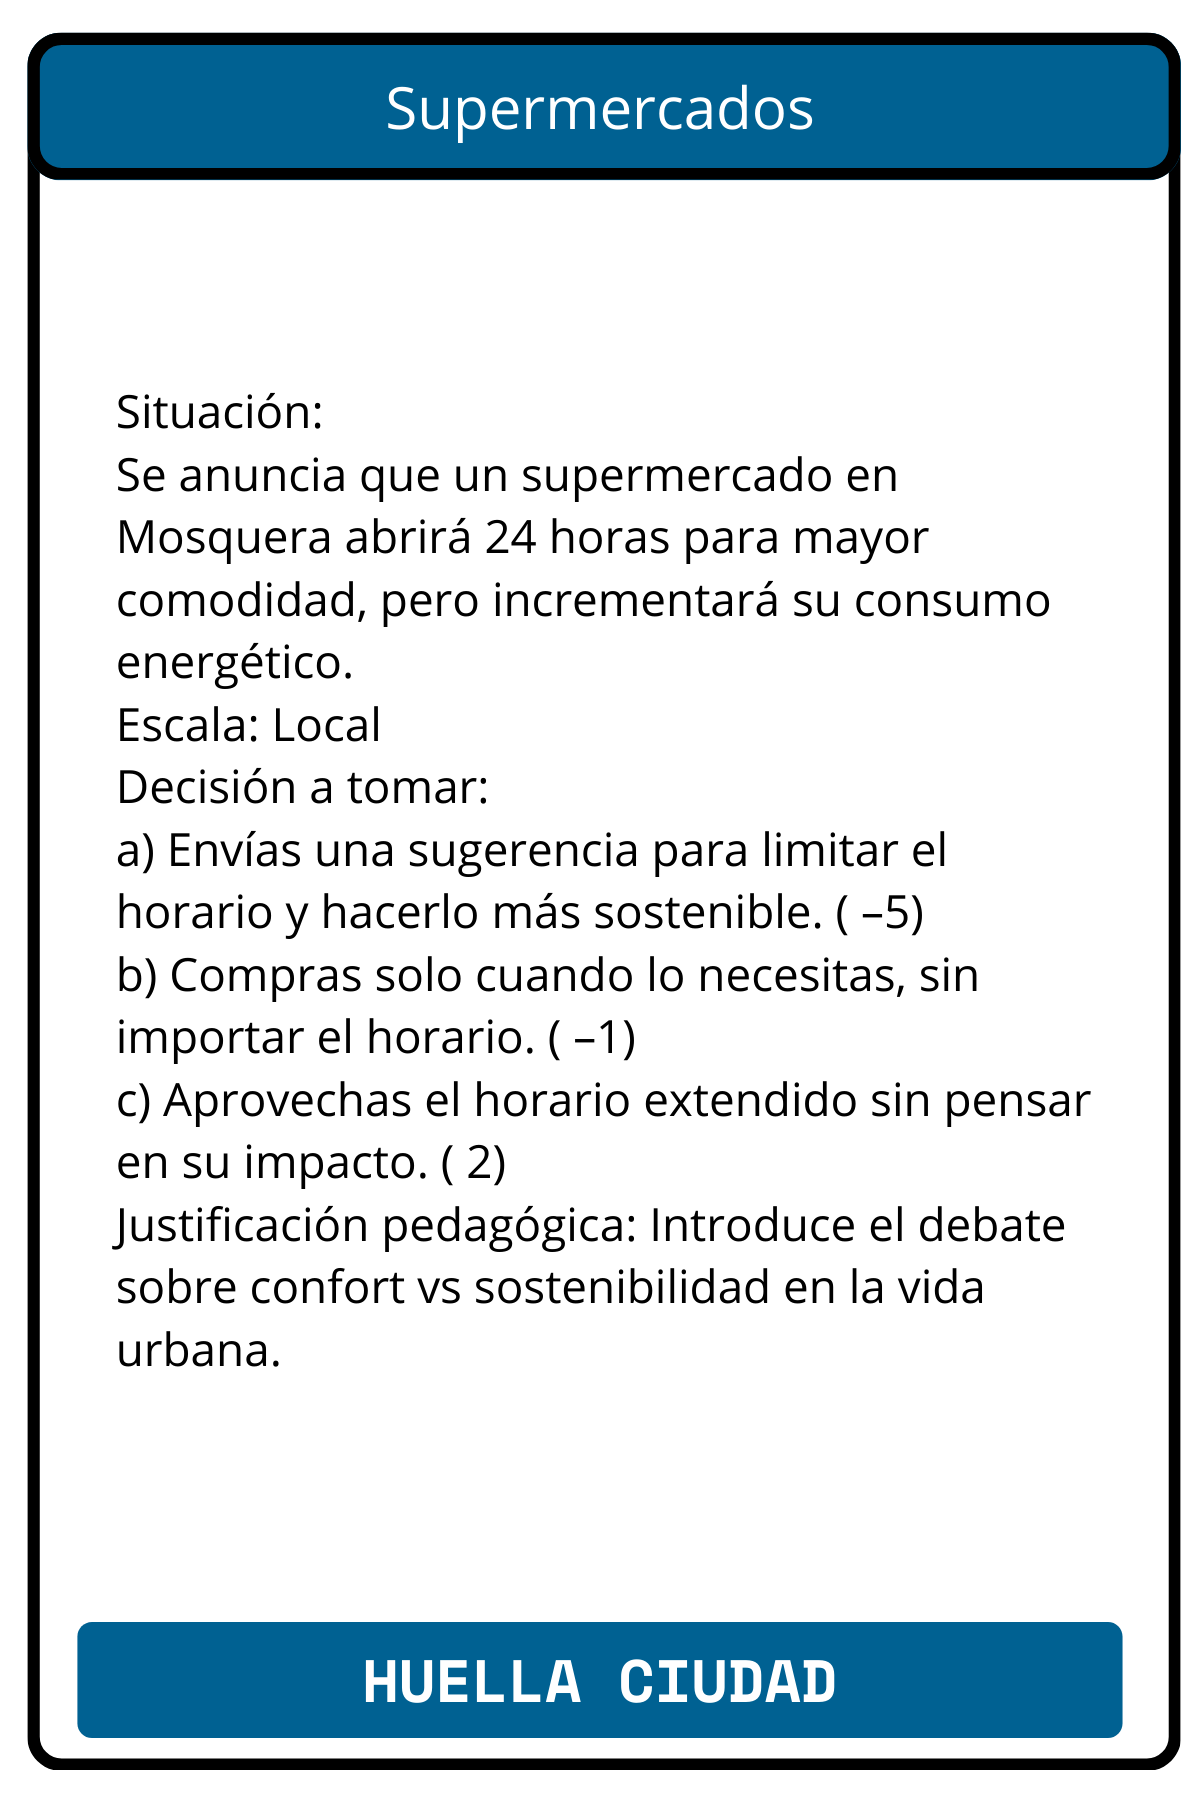 Supermercados
Situación:
Se anuncia que un supermercado en
Mosquera abrirá 24 horas para mayor
comodidad, pero incrementará su consumo
energético.
Escala: Local
Decisión a tomar:
a) Envías una sugerencia para limitar el
horario y hacerlo más sostenible. ( –5)
b) Compras solo cuando lo necesitas, sin
importar el horario. ( –1)
c) Aprovechas el horario extendido sin pensar
en su impacto. ( 2)
Justificación pedagógica: Introduce el debate
sobre confort vs sostenibilidad en la vida
urbana.
HUELLA CIUDAD